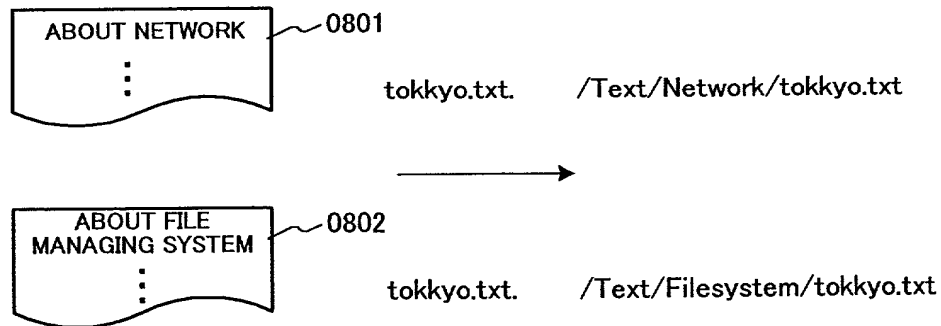 ABOUT NETWORK
0801
tokkyo.txt. /Text/Network/tokkyo.txt
ABOUT FILE
MANAGING SYSTEM
0802
tokkyo.txt. /Text/Filesystem/tokkyo.txt